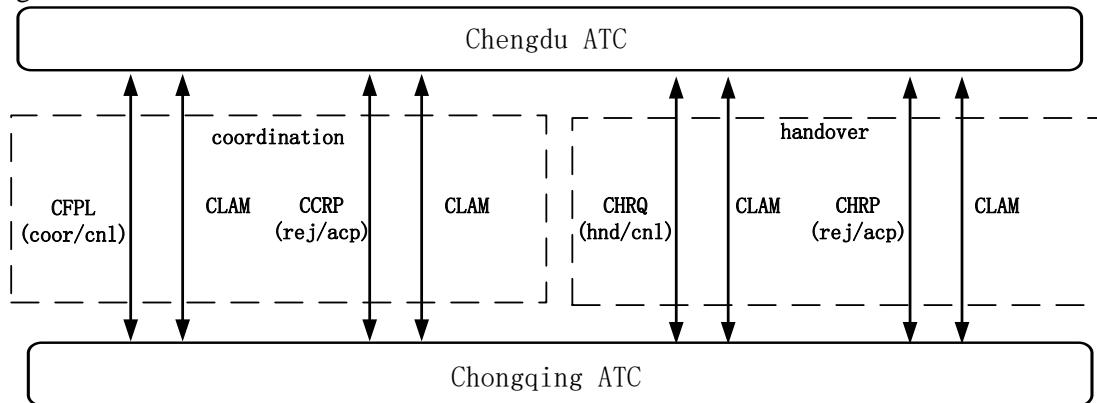 Chengdu ATC
coordination
handover
CFPL
(coor/cnl)
CLAM
CCRP
(rej/acp)
CLAM
CHRQ
(hnd/cnl)
CLAM
CHRP
(rej/acp)
CLAM
Chongqing ATC